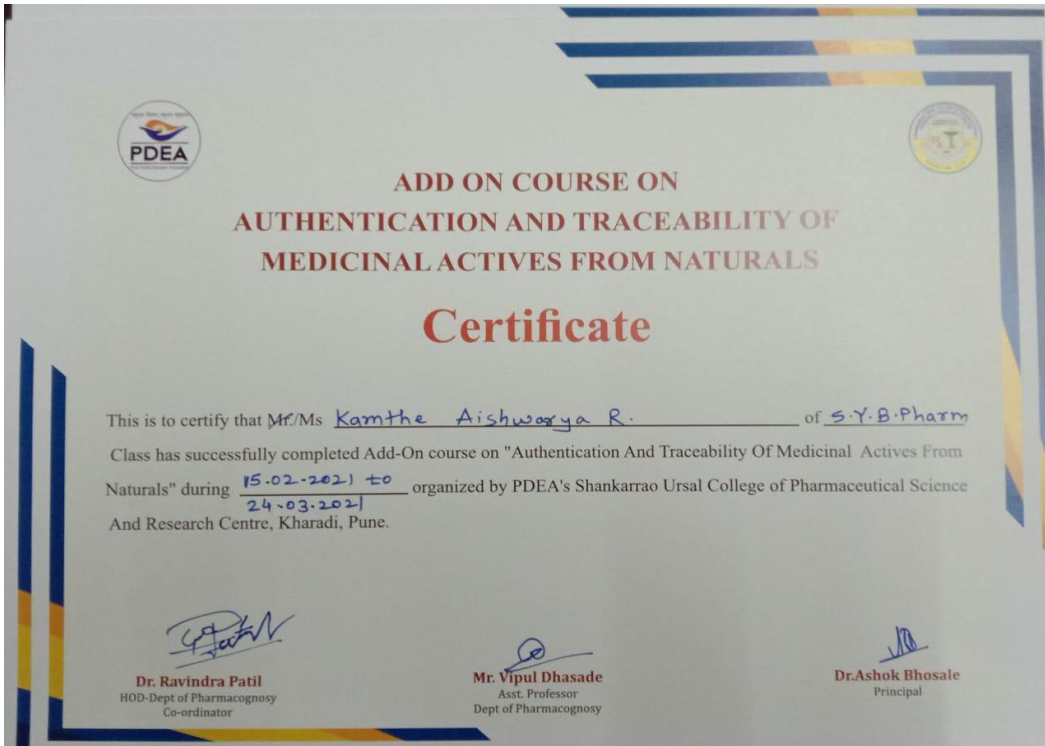 PDEA
ADD ON COURSE ON
AUTHENTICATION AND TRACEABILITY OF
MEDICINAL ACTIVES FROM NATURALS
Certificate
This is to certify that Mr./Ms Kamthe Aishwarya R. of S.Y.B.Pharm
Class has successfully completed Add-On course on "Authentication And Traceability Of Medicinal Actives From
Naturals" during 15.02-2021 to
24-03-2021 organized by PDEA's Shankarrao Ursal College of Pharmaceutical Science
And Research Centre, Kharadi, Pune.
Dr. Ravindra Patil
HOD-Dept of Pharmacognosy
Co-ordinator
Mr. Vipul Dhasade
Asst. Professor
Dept of Pharmacognosy
Dr.Ashok Bhosale
Principal